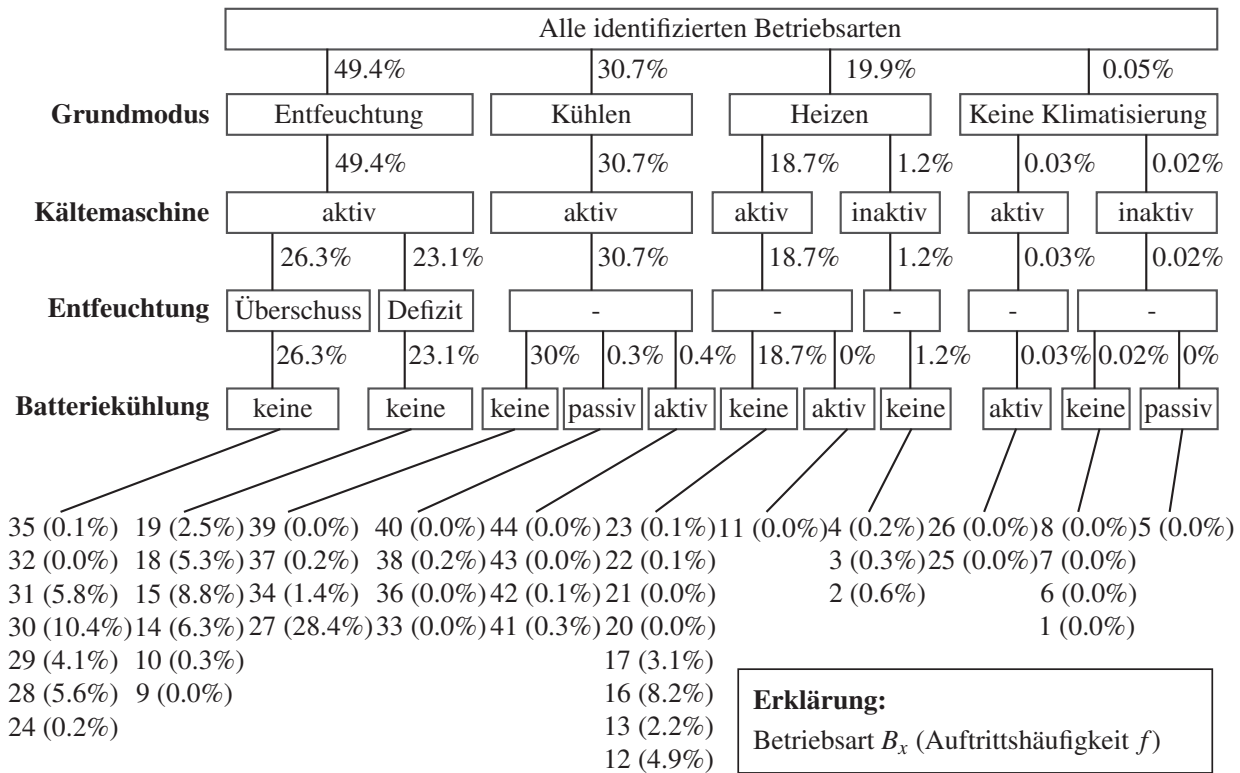 Alle identifizierten Betriebsarten
49.4% 30.7% 19.9% 0.05%
Grundmodus Entfeuchtung Kühlen Heizen Keine Klimatisierung
49.4% 30.7% 18.7% 1.2% 0.03% 0.02%
Kältemaschine aktiv aktiv aktiv inaktiv aktiv inaktiv
26.3% 23.1% 30.7% 18.7% 1.2% 0.03% 0.02%
Entfeuchtung Überschuss Defizit - - - - -
26.3% 23.1% 30% 0.3% 0.4% 18.7% 0% 1.2% 0.03% 0.02% 0%
Batteriekühlung keine keine keine passiv aktiv keine aktiv keine aktiv keine passiv
35 (0.1%) 19 (2.5%) 39 (0.0%) 40 (0.0%) 44 (0.0%) 23 (0.1%) 11 (0.0%) 4 (0.2%) 26 (0.0%) 8 (0.0%) 5 (0.0%)
32 (0.0%) 18 (5.3%) 37 (0.2%) 38 (0.2%) 43 (0.0%) 22 (0.1%) 3 (0.3%) 25 (0.0%) 7 (0.0%)
31 (5.8%) 15 (8.8%) 34 (1.4%) 36 (0.0%) 42 (0.1%) 21 (0.0%) 2 (0.6%) 6 (0.0%)
30 (10.4%) 14 (6.3%) 27 (28.4%) 33 (0.0%) 41 (0.3%) 20 (0.0%) 1 (0.0%)
29 (4.1%) 10 (0.3%) 17 (3.1%)
28 (5.6%) 9 (0.0%) 16 (8.2%)
24 (0.2%) 13 (2.2%)
12 (4.9%)
Erklärung:
Betriebsart Bₓ (Auftrittshäufigkeit f)